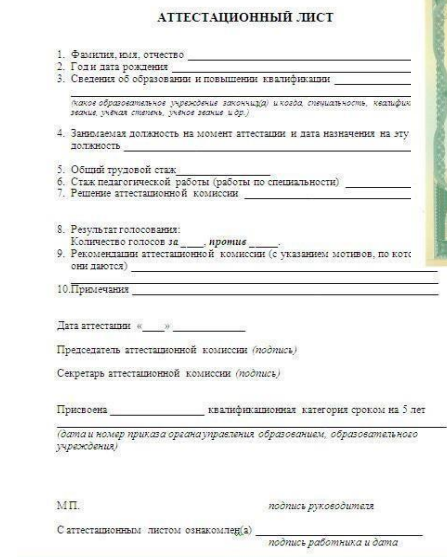 АТТЕСТАЦИОННЫЙ ЛИСТ
1. Фамилия, имя, отчество
2. Год и дата рождения
3. Сведения об образовании и повышении квалификации
(какое образовательное учреждение закончил(а) и когда, специальность, квалифик
звание, учёная степень, учёное звание и др.)
4. Занимаемая должность на момент аттестации и дата назначения на эту
должность
5. Общий трудовой стаж
6. Стаж педагогической работы (работы по специальности)
7. Решение аттестационной комиссии
8. Результат голосования:
Количество голосов за ____, против _____.
9. Рекомендации аттестационной комиссии (с указанием мотивов, по кото
они даются)
10.Примечания
Дата аттестации «____» ____________
Председатель аттестационной комиссии (подпись)
Секретарь аттестационной комиссии (подпись)
Присвоена ________________ квалификационная категория сроком на 5 лет
(дата и номер приказа органа управления образованием, образовательного
учреждения)
М П. подпись руководителя
С аттестационным листом ознакомлен(а)
подпись работника и дата